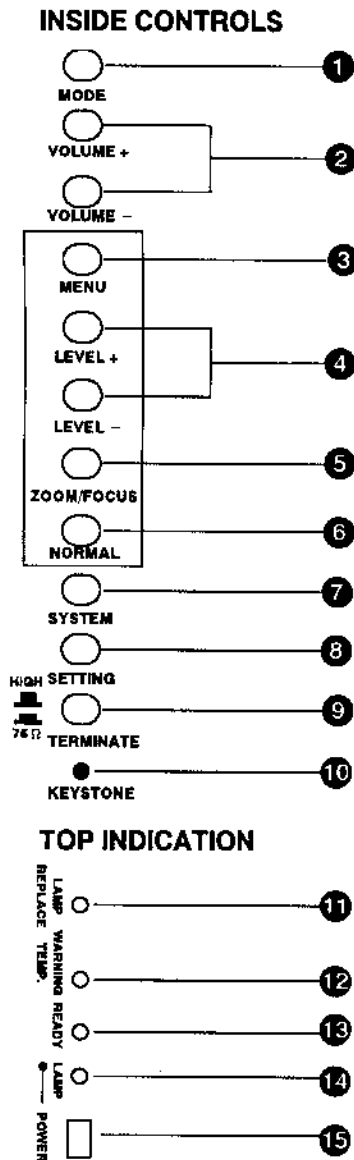 INSIDE CONTROLS
1
MODE
VOLUME +
2
VOLUME –
3
MENU
LEVEL +
4
LEVEL –
5
ZOOM/FOCUS
6
NORMAL
7
SYSTEM
8
SETTING
HIGH
9
75 Ω
TERMINATE
10
KEYSTONE
TOP INDICATION
LAMP REPLACE
11
WARNING TEMP.
12
READY
13
LAMP
14
POWER
15